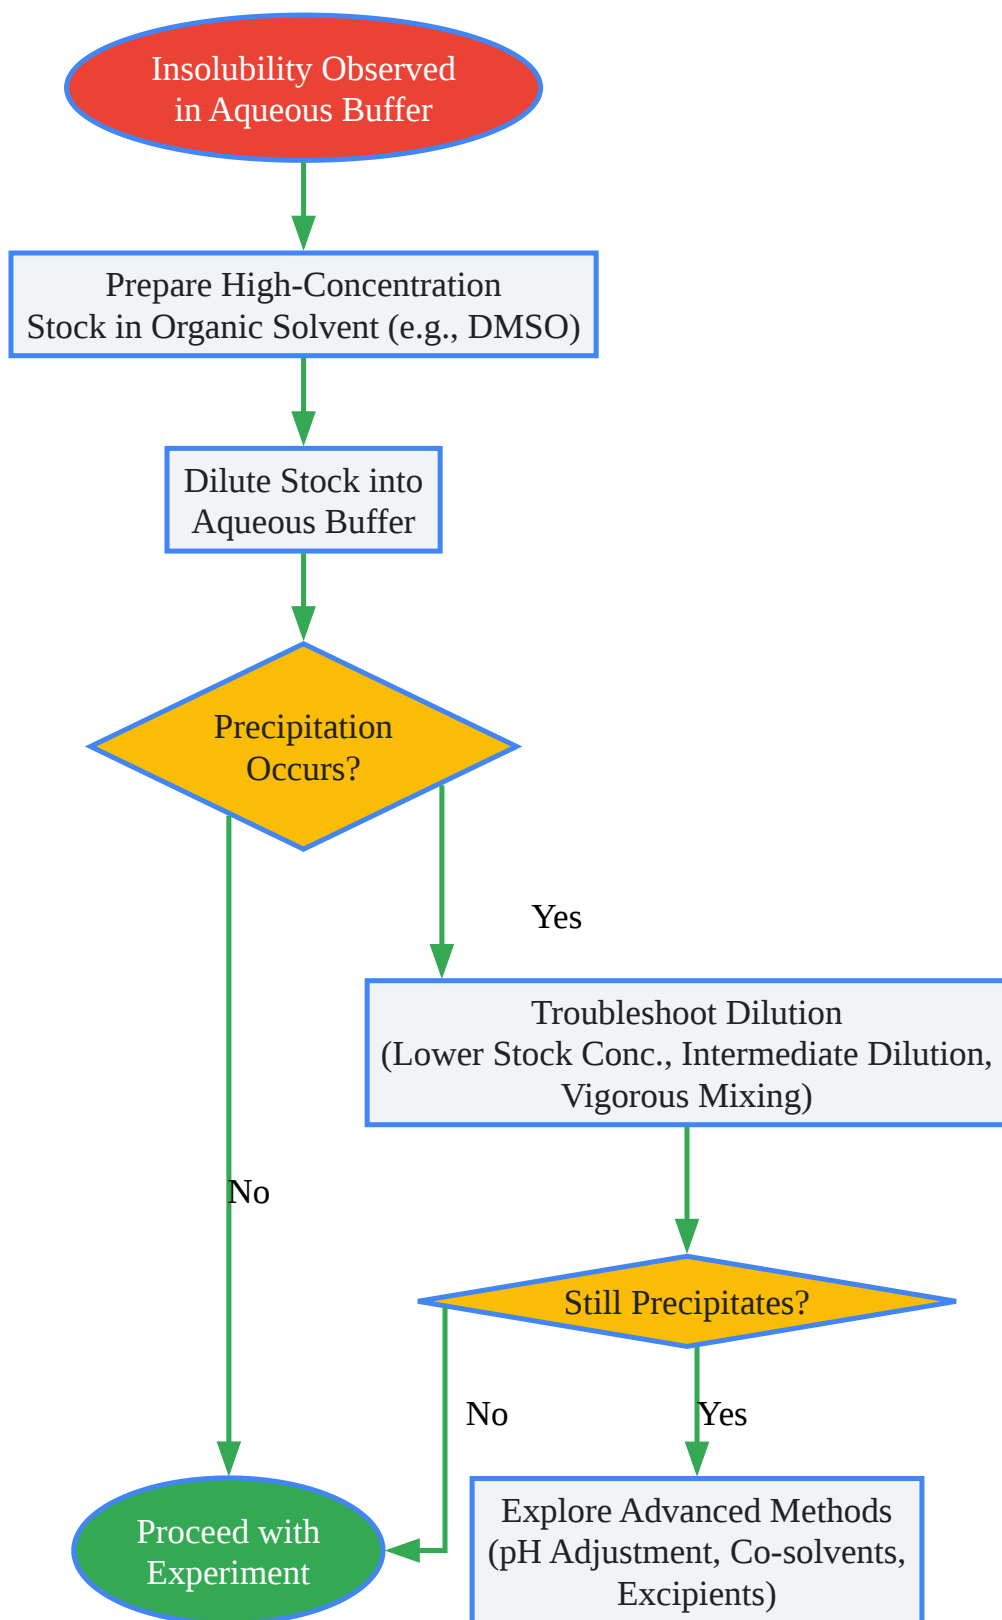 Insolubility Observed
in Aqueous Buffer
Prepare High-Concentration
Stock in Organic Solvent (e.g., DMSO)
Dilute Stock into
Aqueous Buffer
Precipitation
Occurs?
Yes
Troubleshoot Dilution
(Lower Stock Conc., Intermediate Dilution,
Vigorous Mixing)
No
Still Precipitates?
No
Yes
Explore Advanced Methods
(pH Adjustment, Co-solvents,
Excipients)
Proceed with
Experiment